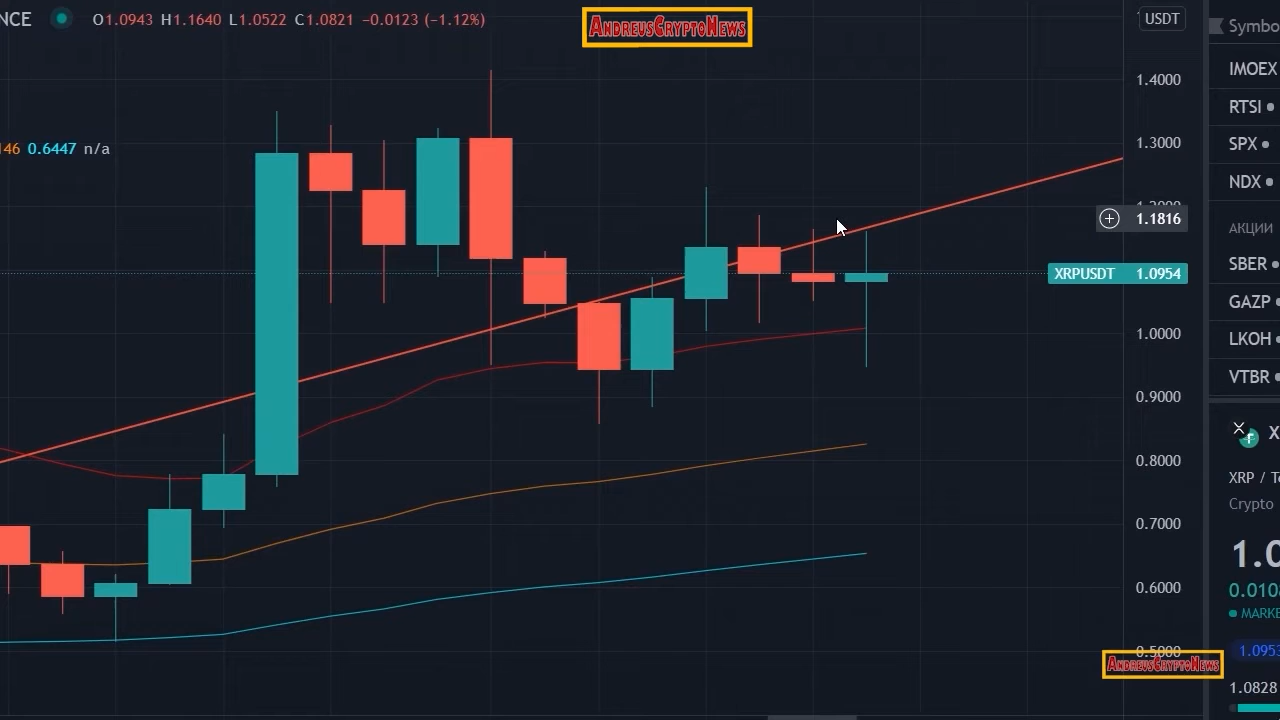 NCE O1.0943 H1.1640 L1.0522 C1.0821 −0.0123 (−1.12%)
ANDREUSCRYPTONEWS
USDT
Symbo
1.4000
IMOEX
RTSI
146 0.6447 n/a
1.3000
SPX
NDX
1.1816
АКЦИИ
SBER
XRPUSDT 1.0954
GAZP
1.0000
LKOH
VTBR
0.9000
X
0.8000
XRP / Te
Crypto
0.7000
1.0
0.6000
0.010
MARKE
0.5000
1.0953
ANDREUSCRYPTONEWS
1.0828